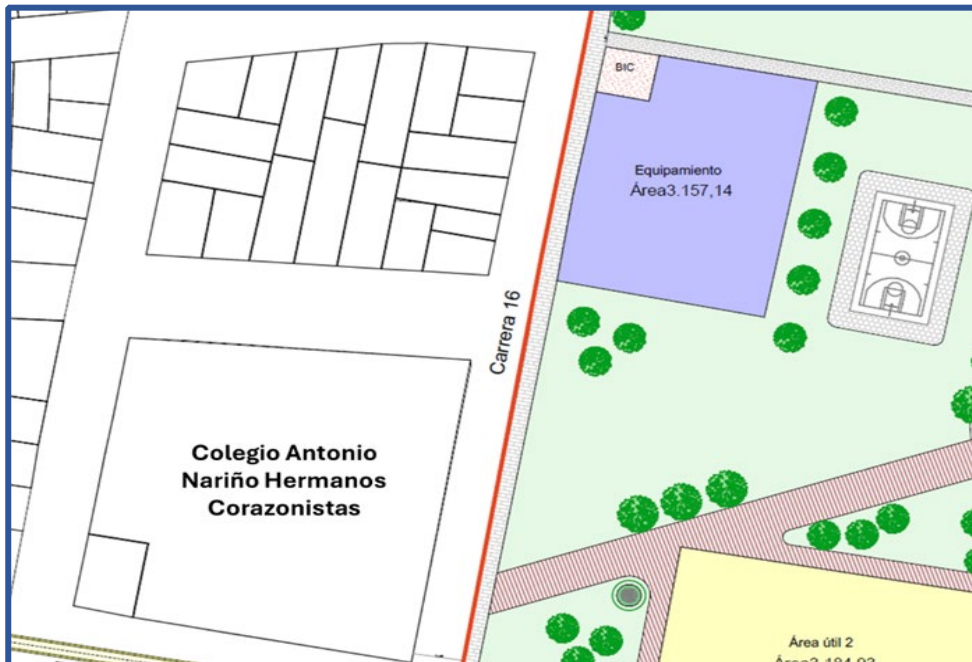 BIC
Equipamiento
Área3.157,14
Carrera 16
Colegio Antonio
Nariño Hermanos
Corazonistas
Área útil 2